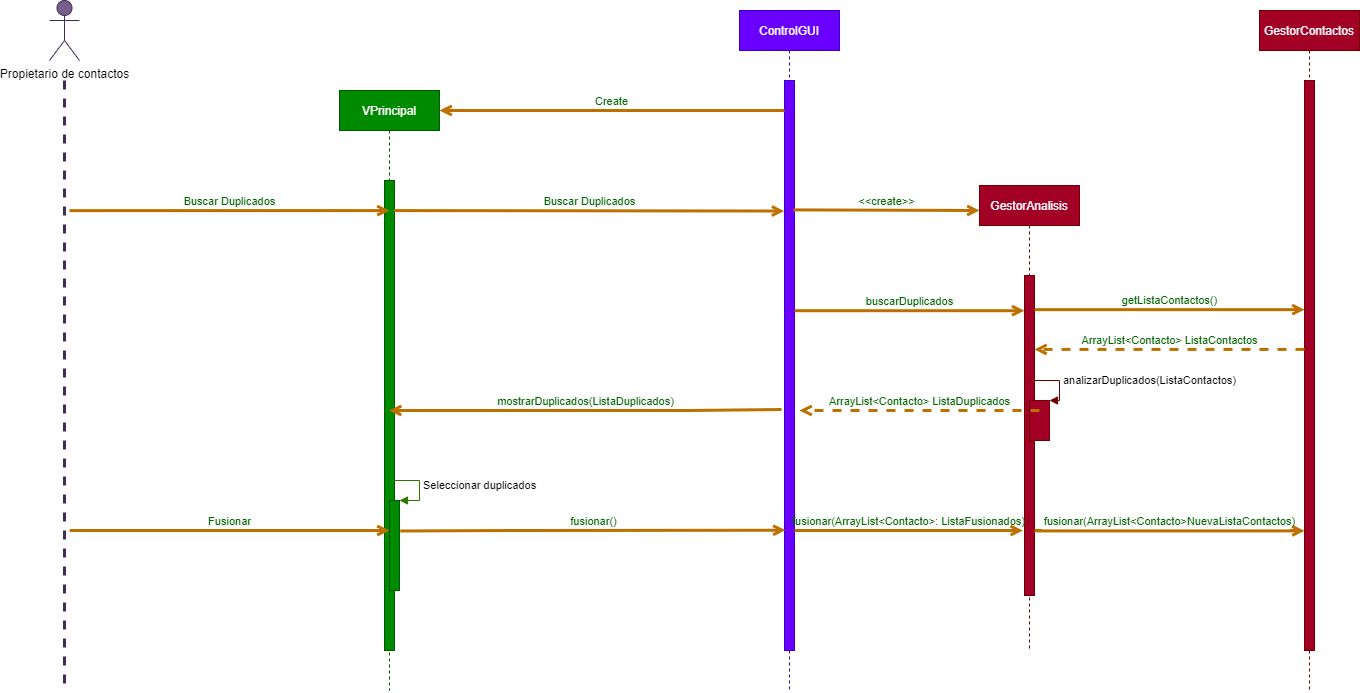 ControlGUI
GestorContactos
Propietario de contactos
VPrincipal
Create
Buscar Duplicados
Buscar Duplicados
<<create>>
GestorAnalisis
buscarDuplicados
getListaContactos()
ArrayList<Contacto> ListaContactos
analizarDuplicados(ListaContactos)
mostrarDuplicados(ListaDuplicados)
ArrayList<Contacto> ListaDuplicados
Seleccionar duplicados
Fusionar
fusionar()
fusionar(ArrayList<Contacto>: ListaFusionados)
fusionar(ArrayList<Contacto>NuevaListaContactos)